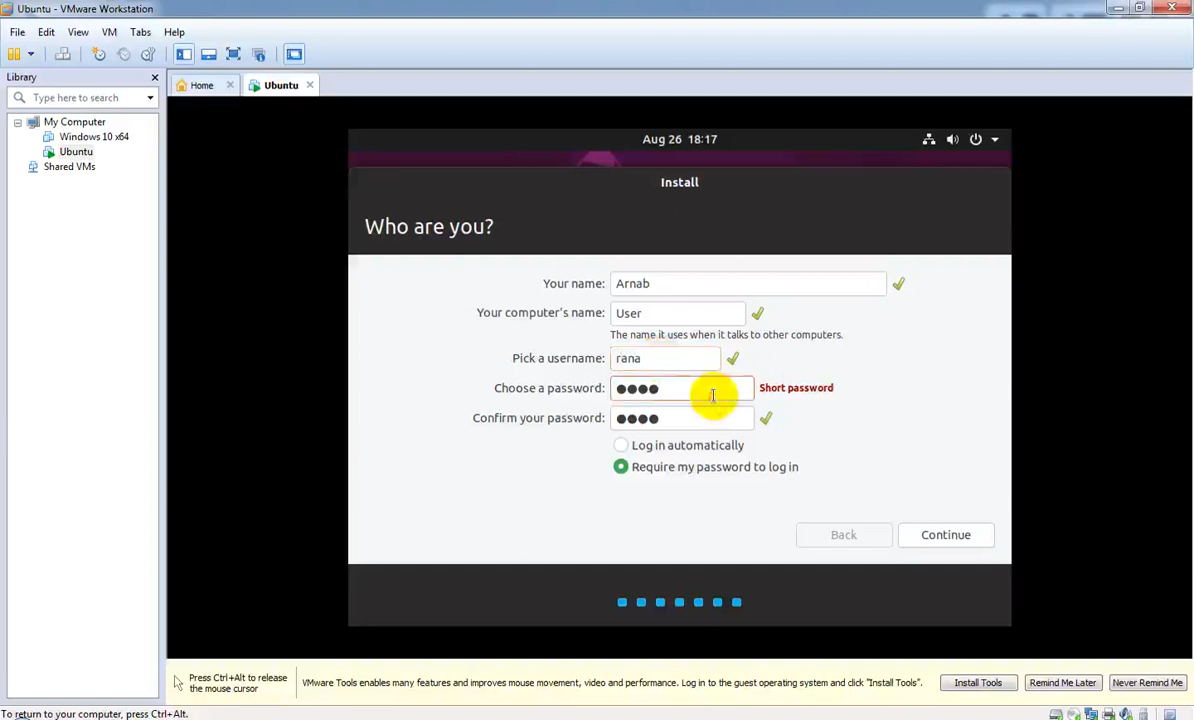 Ubuntu - VMware Workstation
File Edit View VM Tabs Help
Library
Type here to search
My Computer
Windows 10 x64
Ubuntu
Shared VMs
Home Ubuntu
Aug 26 18:17
Install
Who are you?
Your name: Arnab
Your computer's name: User
The name it uses when it talks to other computers.
Pick a username: rana
Choose a password: ●●●● Short password
Confirm your password: ●●●●
Log in automatically
Require my password to log in
Back Continue
Press Ctrl+Alt to release
the mouse cursor
VMware Tools enables many features and improves mouse movement, video and performance. Log in to the guest operating system and click "Install Tools".
Install Tools Remind Me Later Never Remind Me
To return to your computer, press Ctrl+Alt.